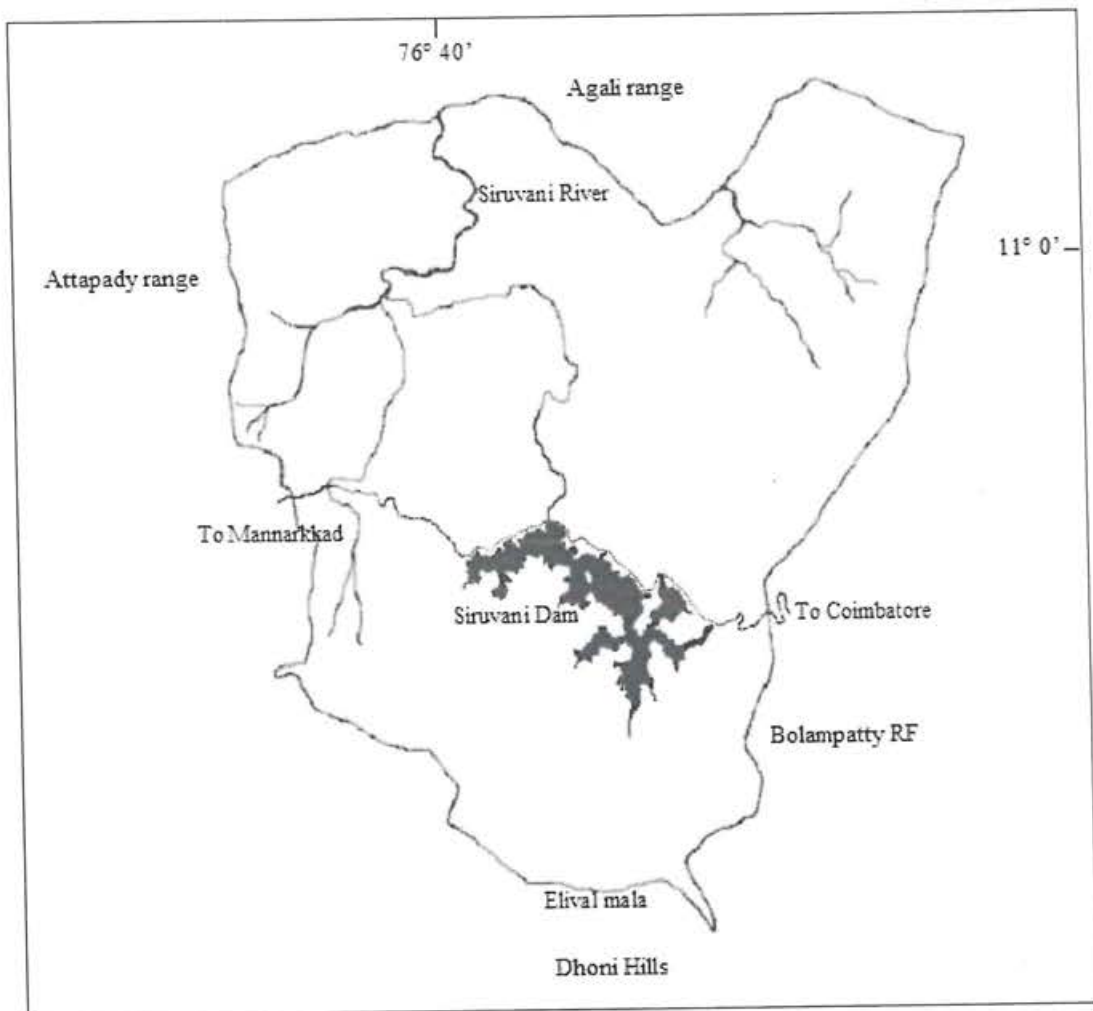 76° 40'
Agali range
Siruvani River
11° 0'
Attapady range
To Mannarkkad
Siruvani Dam
To Coimbatore
Bolampatty RF
Elival mala
Dhoni Hills